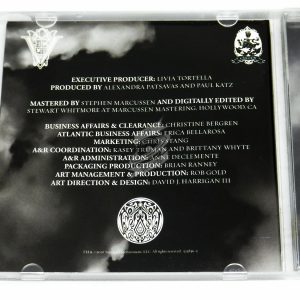 EXECUTIVE PRODUCER: LIVIA TORTELLA
PRODUCED BY ALEXANDRA PATSAVAS AND PAUL KATZ
MASTERED BY STEPHEN MARCUSSEN AND DIGITALLY EDITED BY
STEWART WHITMORE AT MARCUSSEN MASTERING, HOLLYWOOD, CA
BUSINESS AFFAIRS & CLEARANCE: CHRISTINE BERGREN
ATLANTIC BUSINESS AFFAIRS: ERICA BELLAROSA
MARKETING: CHRIS STANG
A&R COORDINATION: KASEY TRUMAN AND BRITTANY WHYTE
A&R ADMINISTRATION: ANNE DECLEMENTE
PACKAGING PRODUCTION: BRIAN RANNEY
ART MANAGEMENT & PRODUCTION: ROB GOLD
ART DIRECTION & DESIGN: DAVID J. HARRIGAN III